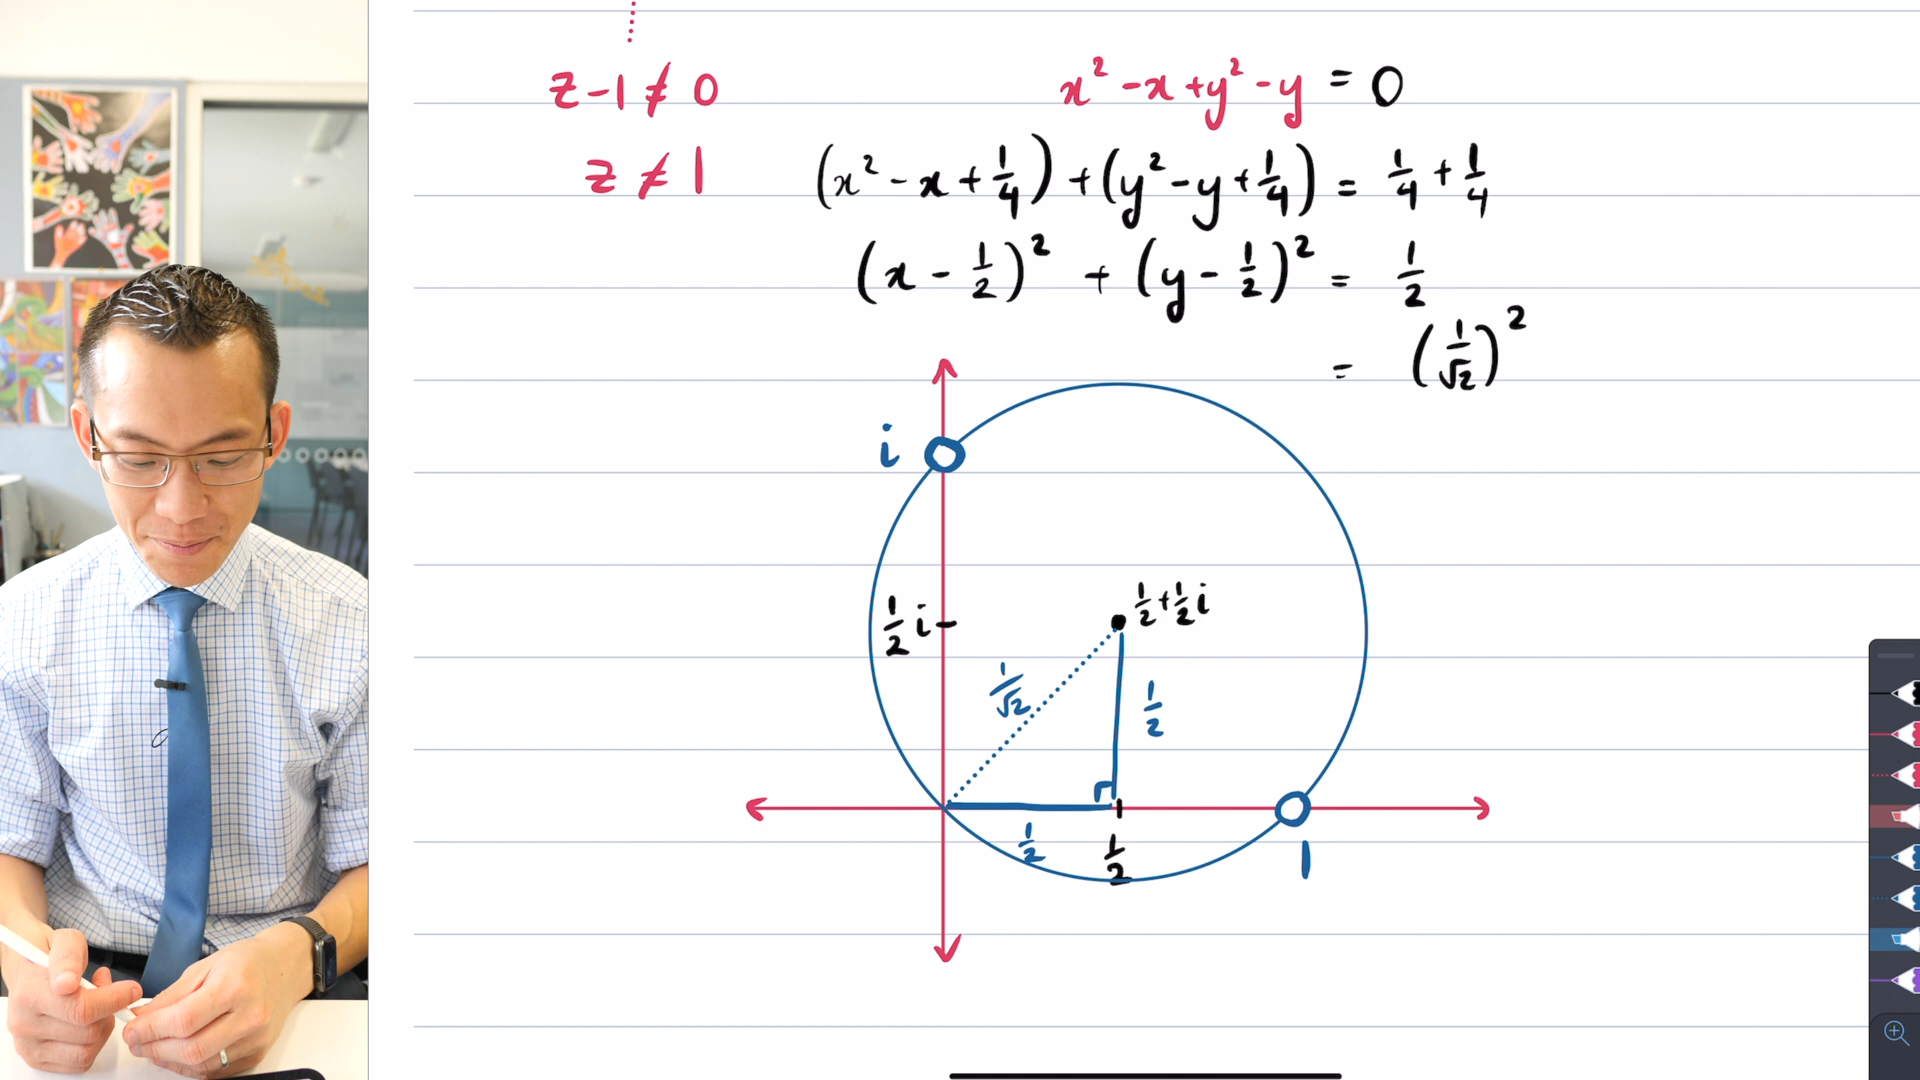 z-1 ≠ 0
z ≠ 1
x² - x + y² - y = 0
(x² - x + 1/4) + (y² - y + 1/4) = 1/4 + 1/4
(x - 1/2)² + (y - 1/2)² = 1/2
= (1/√2)²
i
1/2 i
1/2 + 1/2 i
1/√2
1/2
1/2
1/2
1